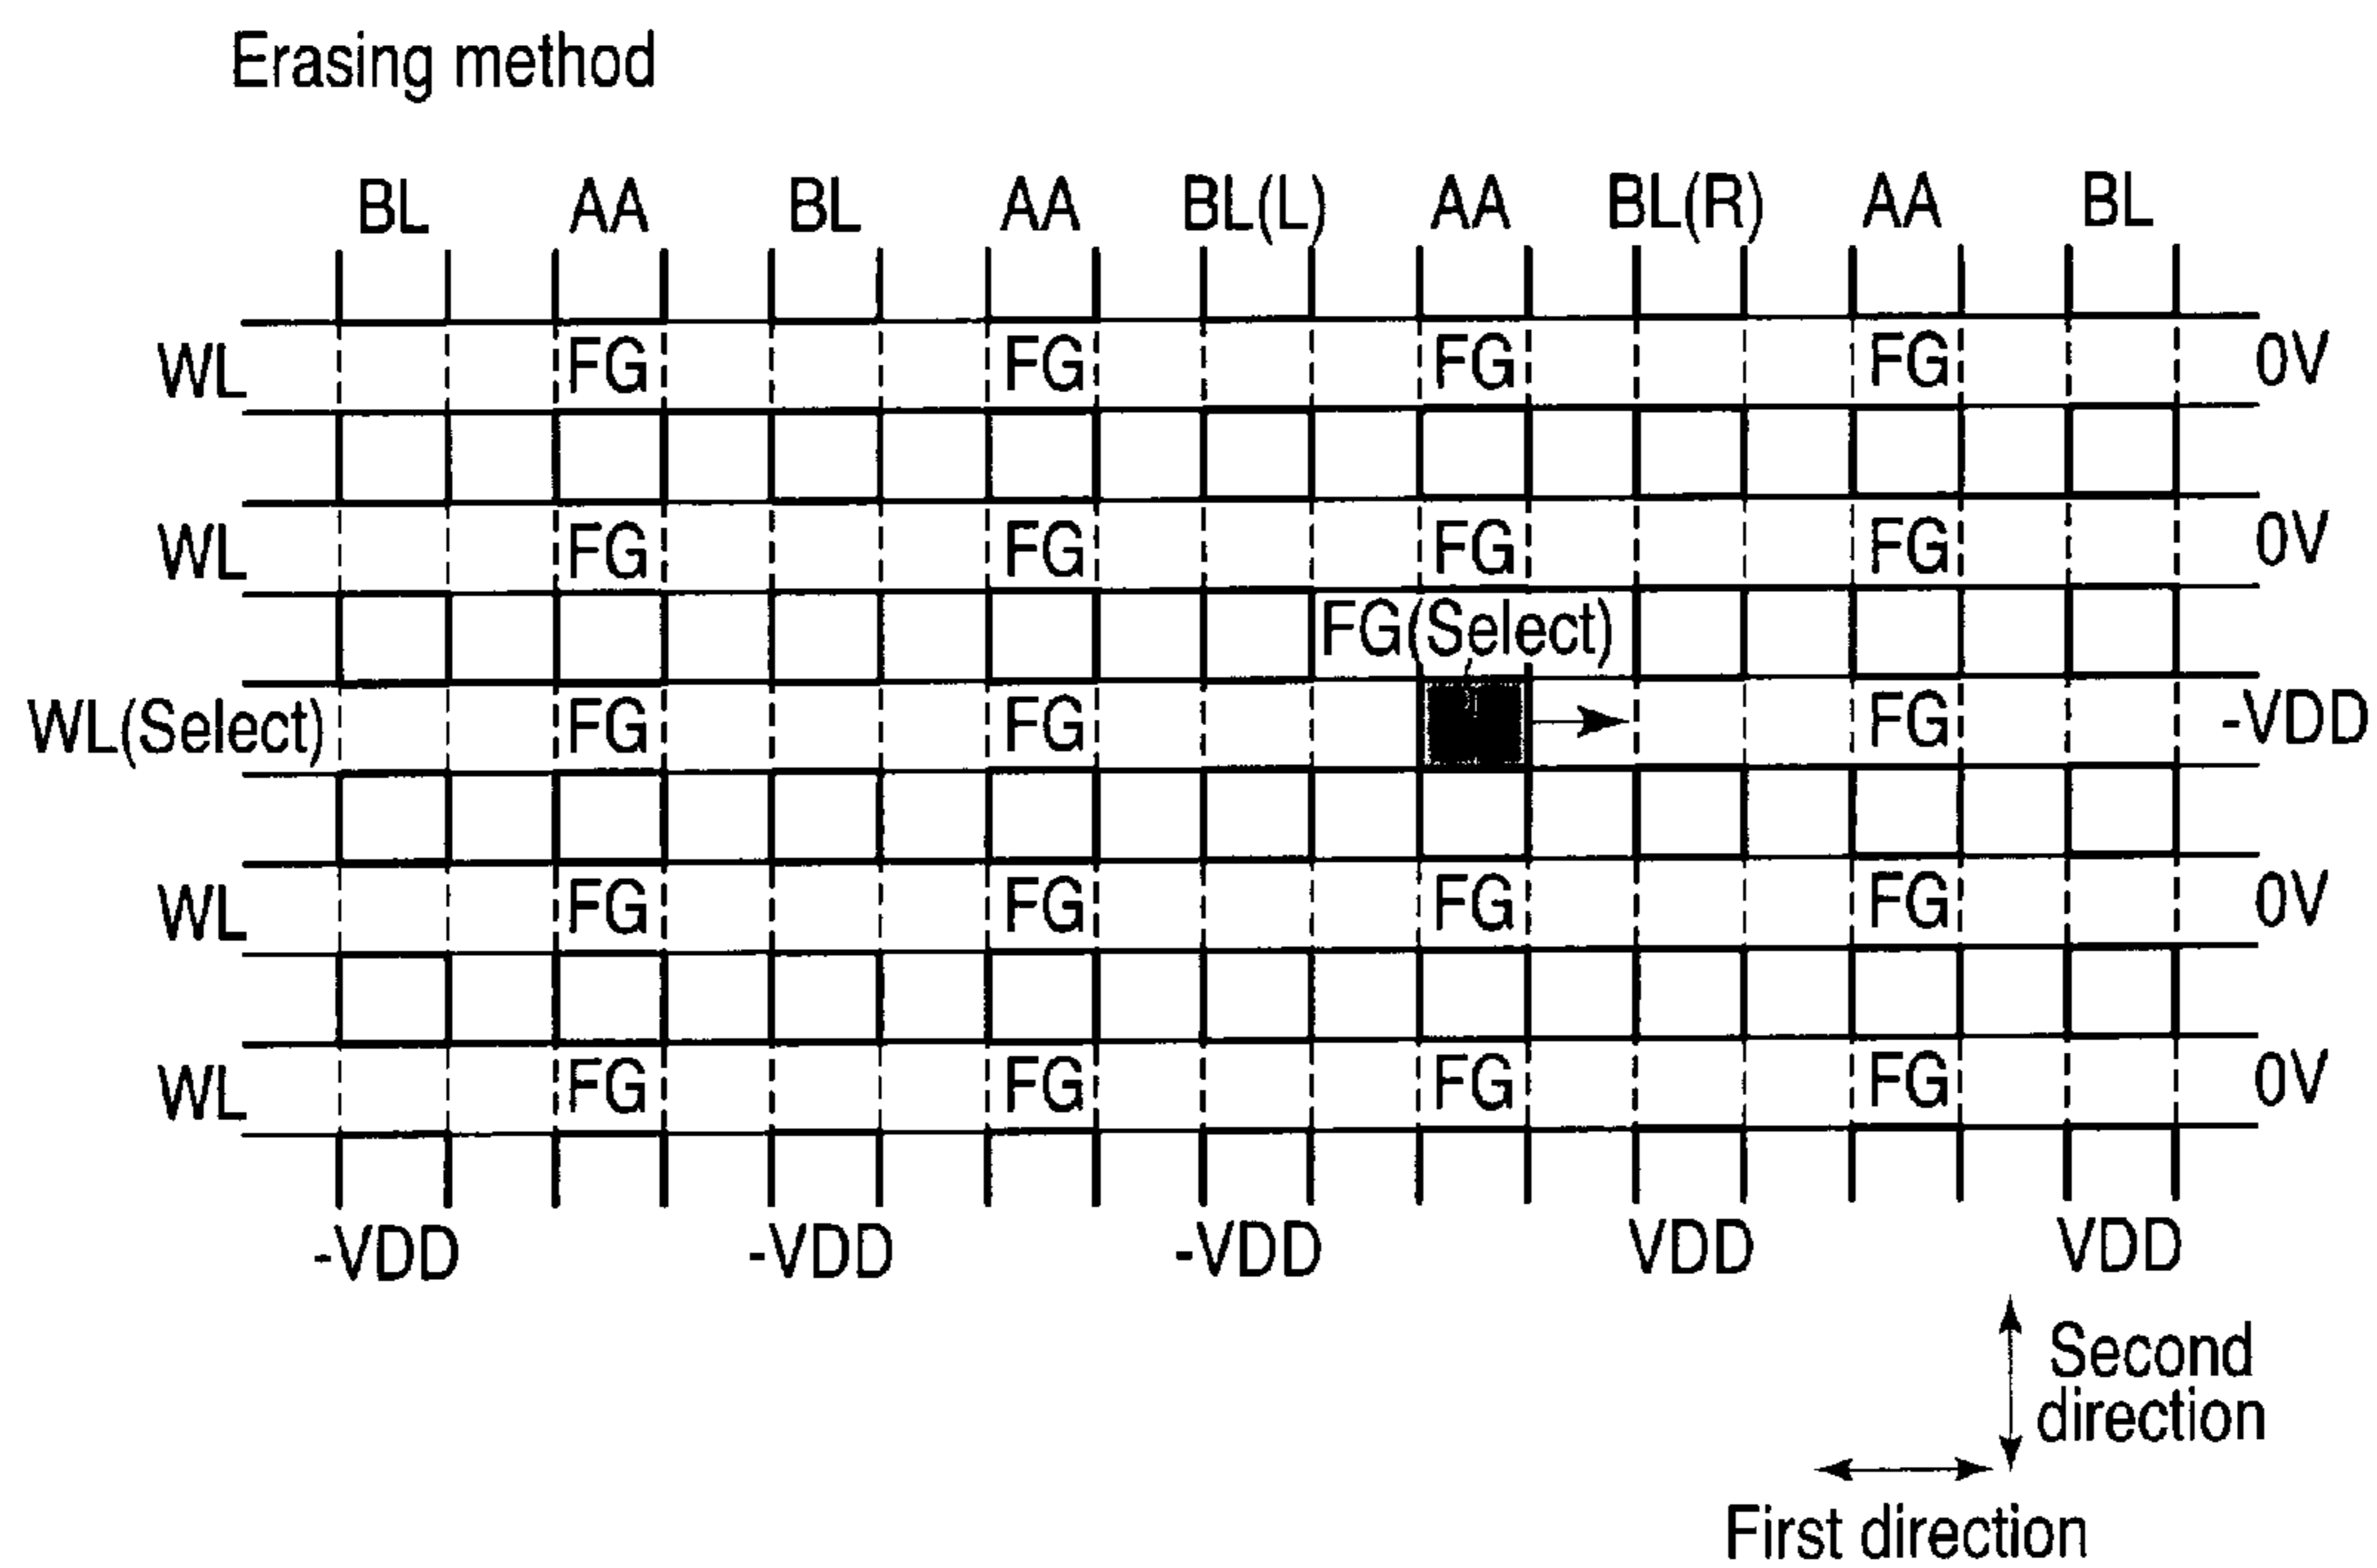 Erasing method
BL AA BL AA BL(L) AA BL(R) AA BL
WL FG FG FG FG 0V
WL FG FG FG FG 0V
FG(Select)
WL(Select) FG FG FG -VDD
WL FG FG FG FG 0V
WL FG FG FG FG 0V
-VDD -VDD -VDD VDD VDD
Second
direction
First direction